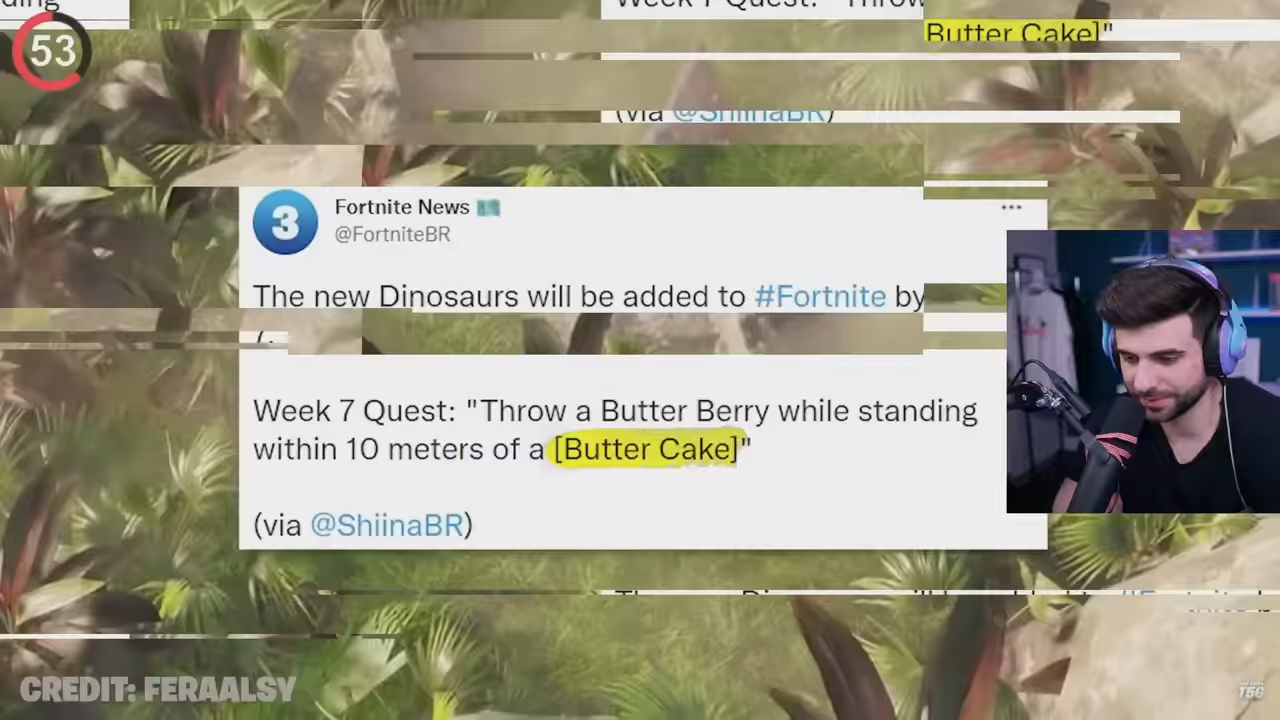 Week 7 Quest: "Throw
Butter Cake]"
53
(via @ShiinaBR)
3
Fortnite News
@FortniteBR
The new Dinosaurs will be added to #Fortnite by
Week 7 Quest: "Throw a Butter Berry while standing
within 10 meters of a [Butter Cake]"
(via @ShiinaBR)
CREDIT: FERAALSY
T5G